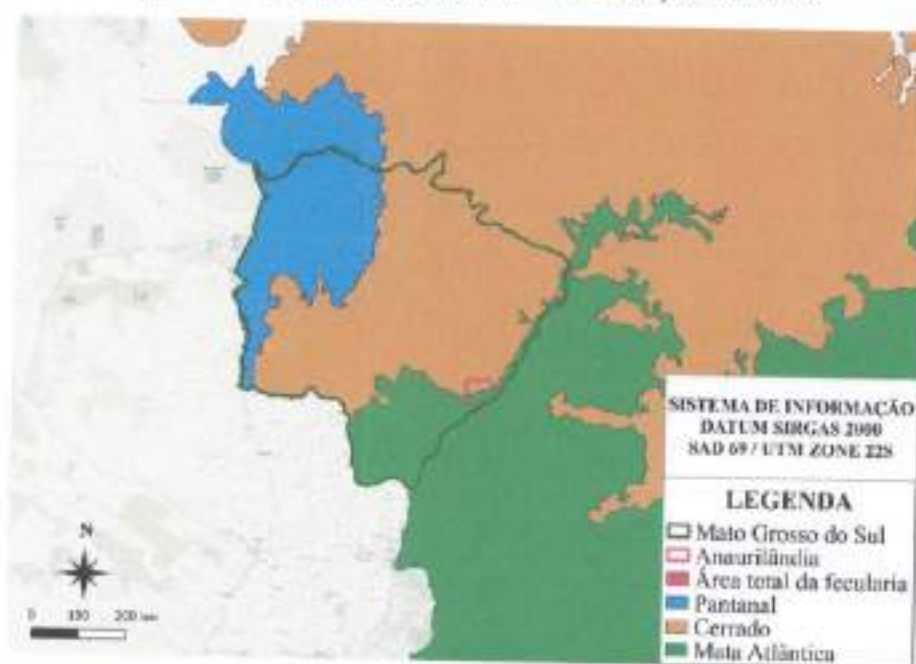 SISTEMA DE INFORMAÇÃO
DATUM SIRGAS 2000
SAD 69 / UTM ZONE 22S
LEGENDA
Mato Grosso do Sul
Anaurilândia
Área total da fecularia
Pantanal
Cerrado
Mata Atlântica
N
0 100 200 km